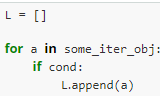 L = []
for a in some_iter_obj:
    if cond:
        L.append(a)